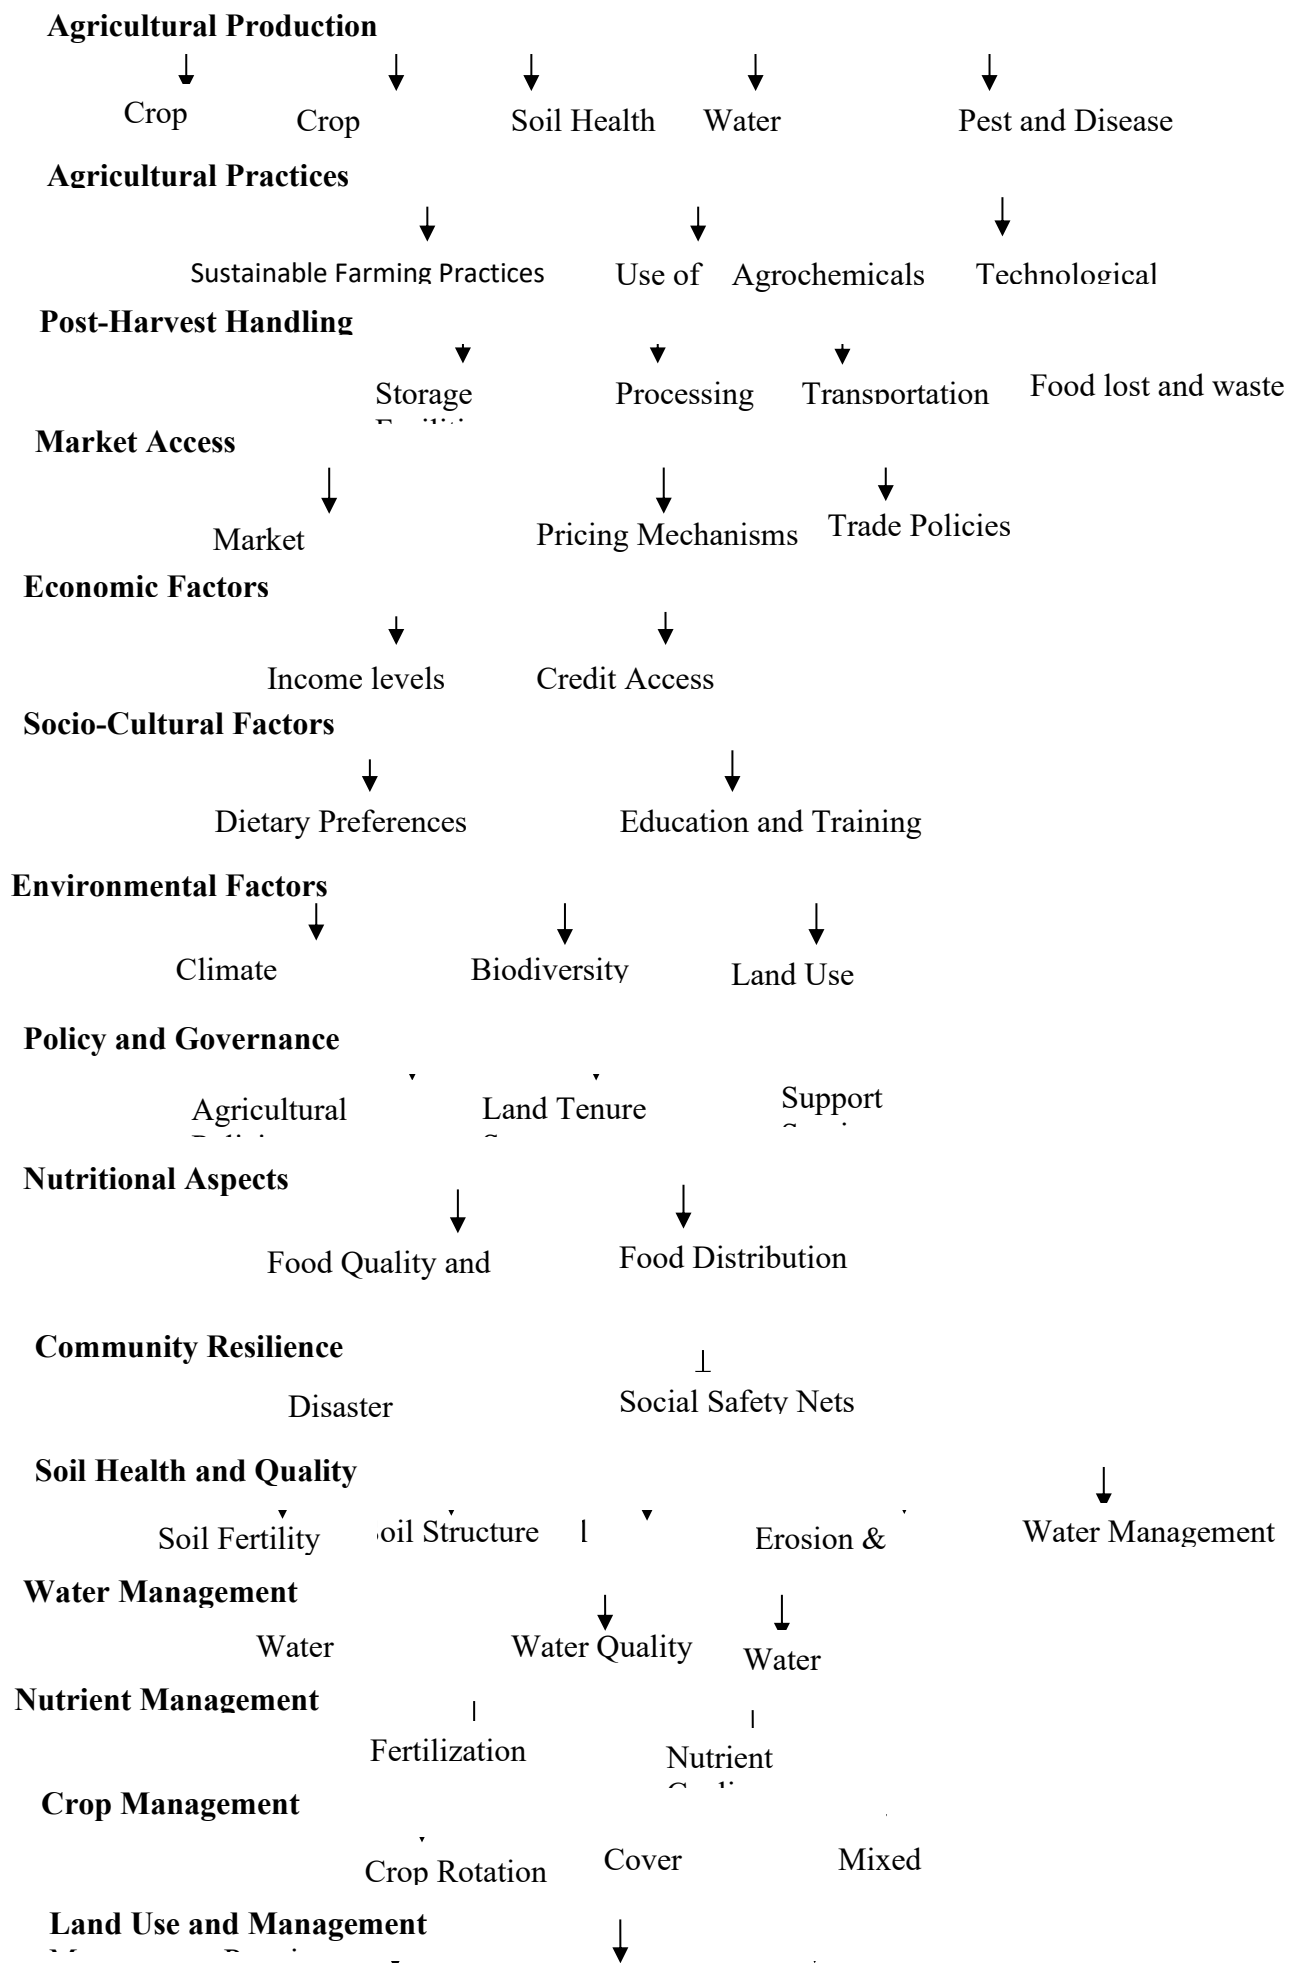 Agricultural Production
Crop Crop Soil Health Water Pest and Disease
Agricultural Practices
Sustainable Farming Practices Use of Agrochemicals Technological
Post-Harvest Handling
Storage Processing Transportation Food lost and waste
Market Access
Market Pricing Mechanisms Trade Policies
Economic Factors
Income levels Credit Access
Socio-Cultural Factors
Dietary Preferences Education and Training
Environmental Factors
Climate Biodiversity Land Use
Policy and Governance
Agricultural Land Tenure Support
Nutritional Aspects
Food Quality and Food Distribution
Community Resilience
Disaster Social Safety Nets
Soil Health and Quality
Soil Fertility oil Structure Erosion & Water Management
Water Management
Water Water Quality Water
Nutrient Management
Fertilization Nutrient
Crop Management
Crop Rotation Cover Mixed
Land Use and Management